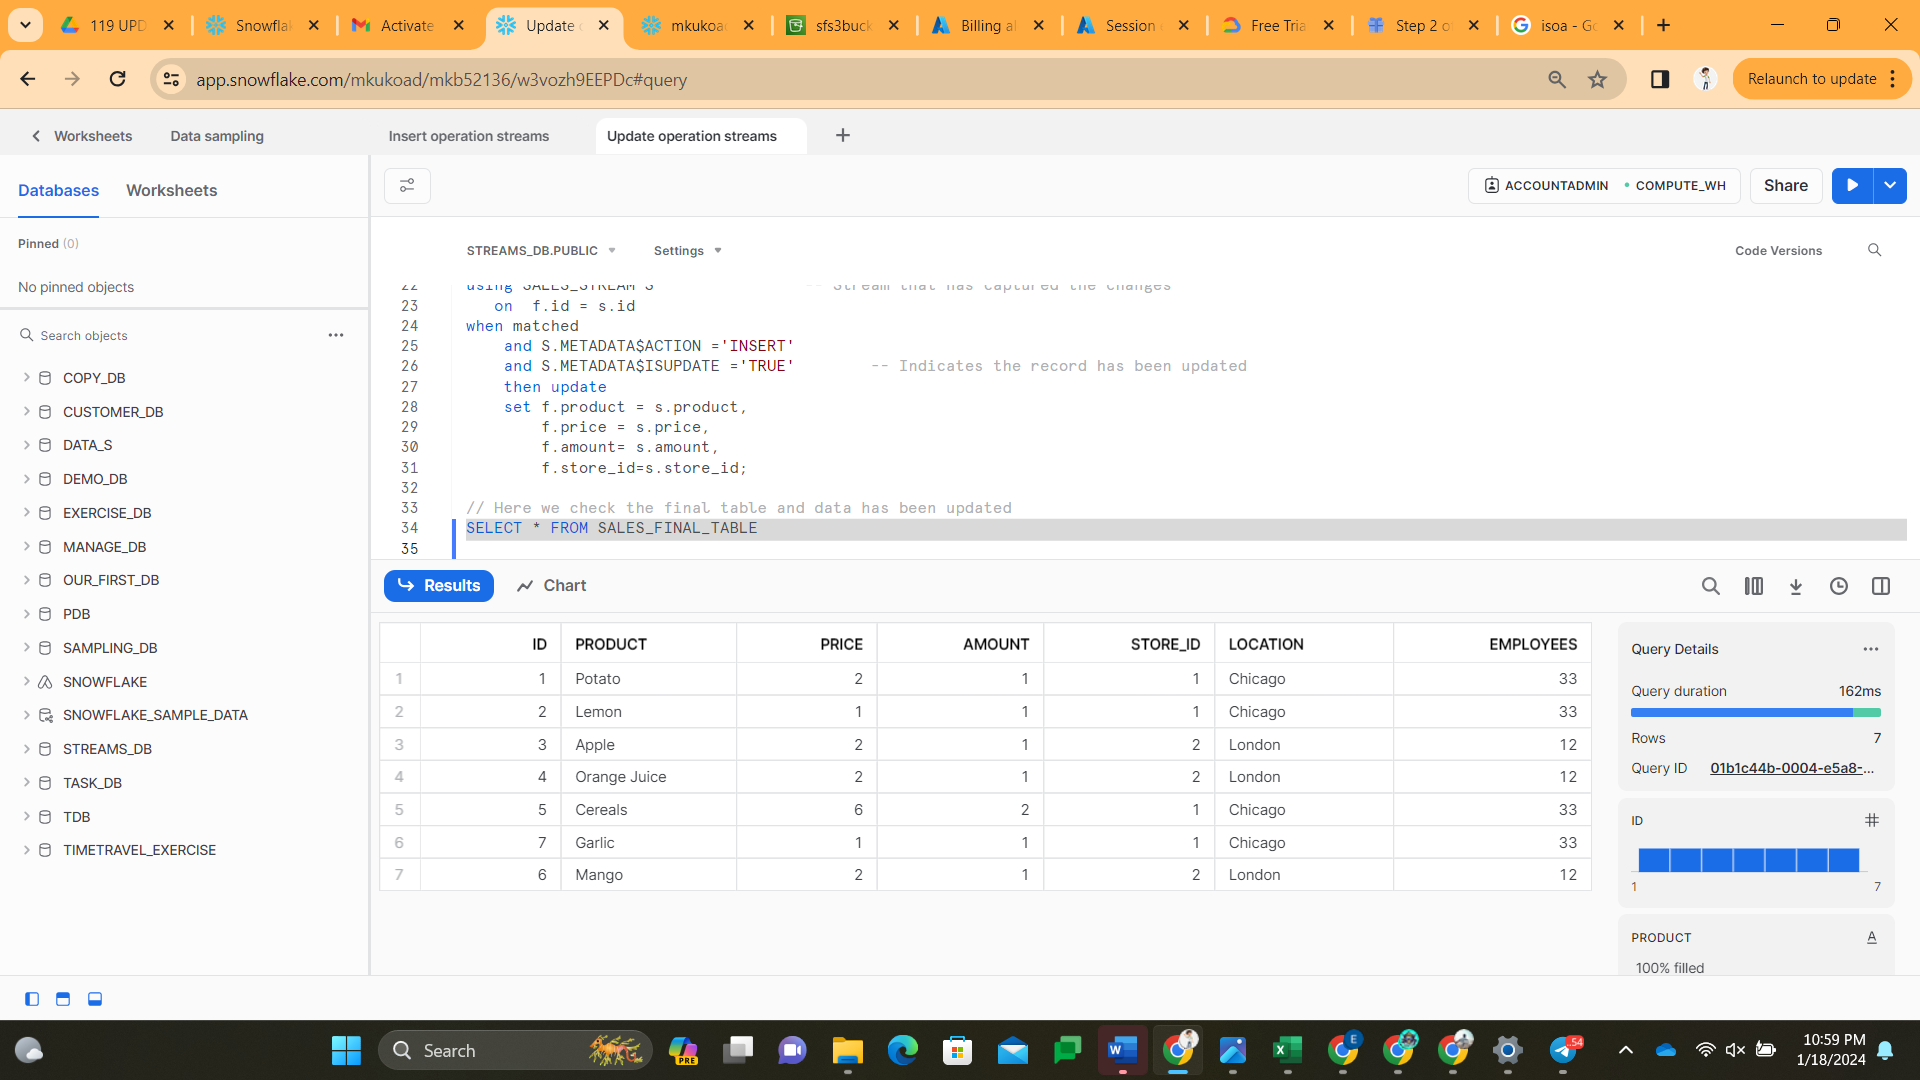 119 UPD
Snowflak
Activate
Update o
mkukoad
sfs3buck
Billing al
Session
Free Tria
Step 2 o
isoa - Go
app.snowflake.com/mkukoad/mkb52136/w3vozh9EEPDc#query
Relaunch to update
Worksheets
Data sampling
Insert operation streams
Update operation streams
Databases
Worksheets
ACCOUNTADMIN
COMPUTE_WH
Share
Pinned (0)
No pinned objects
STREAMS_DB.PUBLIC
Settings
Code Versions
Search objects
COPY_DB
CUSTOMER_DB
DATA_S
DEMO_DB
EXERCISE_DB
MANAGE_DB
OUR_FIRST_DB
PDB
SAMPLING_DB
SNOWFLAKE
SNOWFLAKE_SAMPLE_DATA
STREAMS_DB
TASK_DB
TDB
TIMETRAVEL_EXERCISE
22 using SALES_STREAM S -- Stream that has captured the changes
23 on f.id = s.id
24 when matched
25 and S.METADATA$ACTION ='INSERT'
26 and S.METADATA$ISUPDATE ='TRUE' -- Indicates the record has been updated
27 then update
28 set f.product = s.product,
29 f.price = s.price,
30 f.amount= s.amount,
31 f.store_id=s.store_id;
32
33 // Here we check the final table and data has been updated
34 SELECT * FROM SALES_FINAL_TABLE
35
Results
Chart
ID PRODUCT PRICE AMOUNT STORE_ID LOCATION EMPLOYEES
1 1 Potato 2 1 1 Chicago 33
2 2 Lemon 1 1 1 Chicago 33
3 3 Apple 2 1 2 London 12
4 4 Orange Juice 2 1 2 London 12
5 5 Cereals 6 2 1 Chicago 33
6 7 Garlic 1 1 1 Chicago 33
7 6 Mango 2 1 2 London 12
Query Details
Query duration 162ms
Rows 7
Query ID 01b1c44b-0004-e5a8-...
ID
1 7
PRODUCT
100% filled
Search
PRE
E
54
10:59 PM
1/18/2024